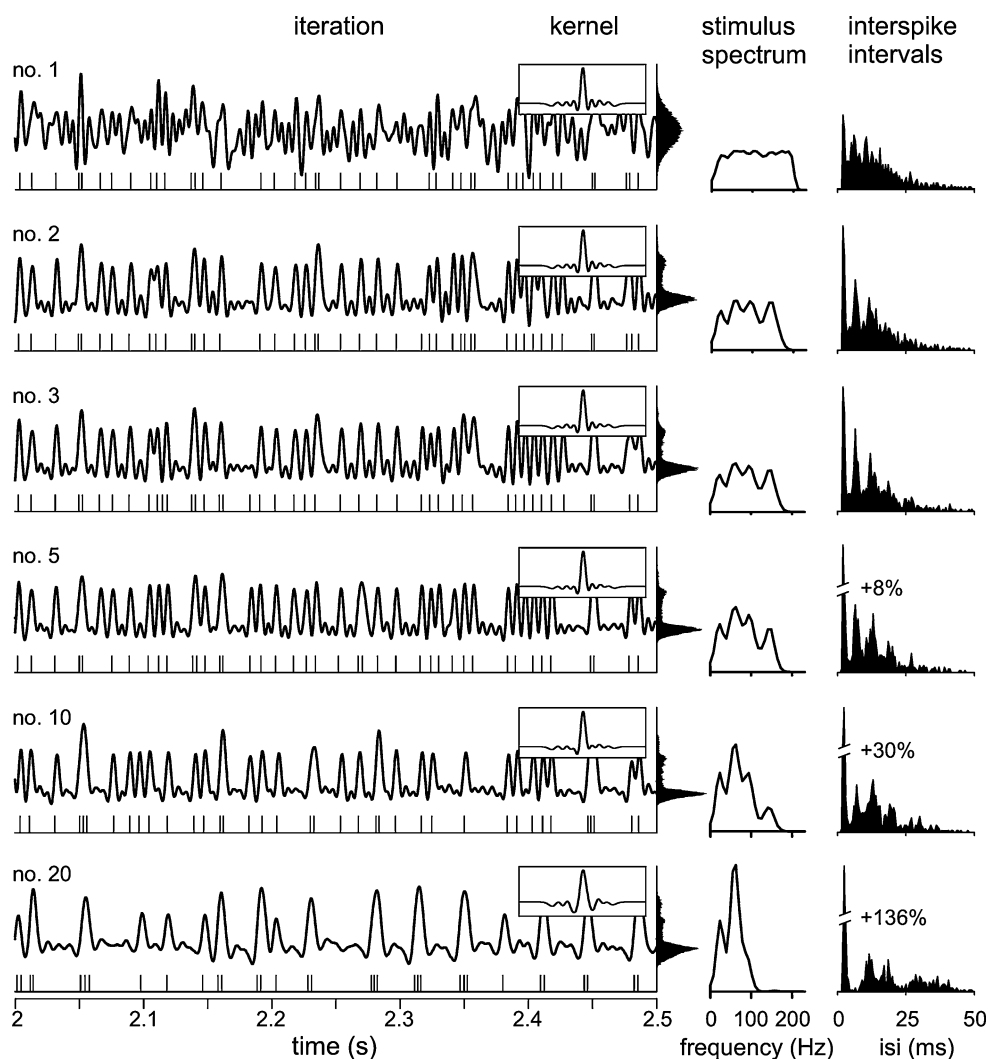 iteration kernel stimulus spectrum interspike intervals
no. 1
no. 2
no. 3
no. 5
+8%
no. 10
+30%
no. 20
+136%
2 2.1 2.2 2.3 2.4 2.5 0 100 200 0 25 50
time (s) frequency (Hz) isi (ms)